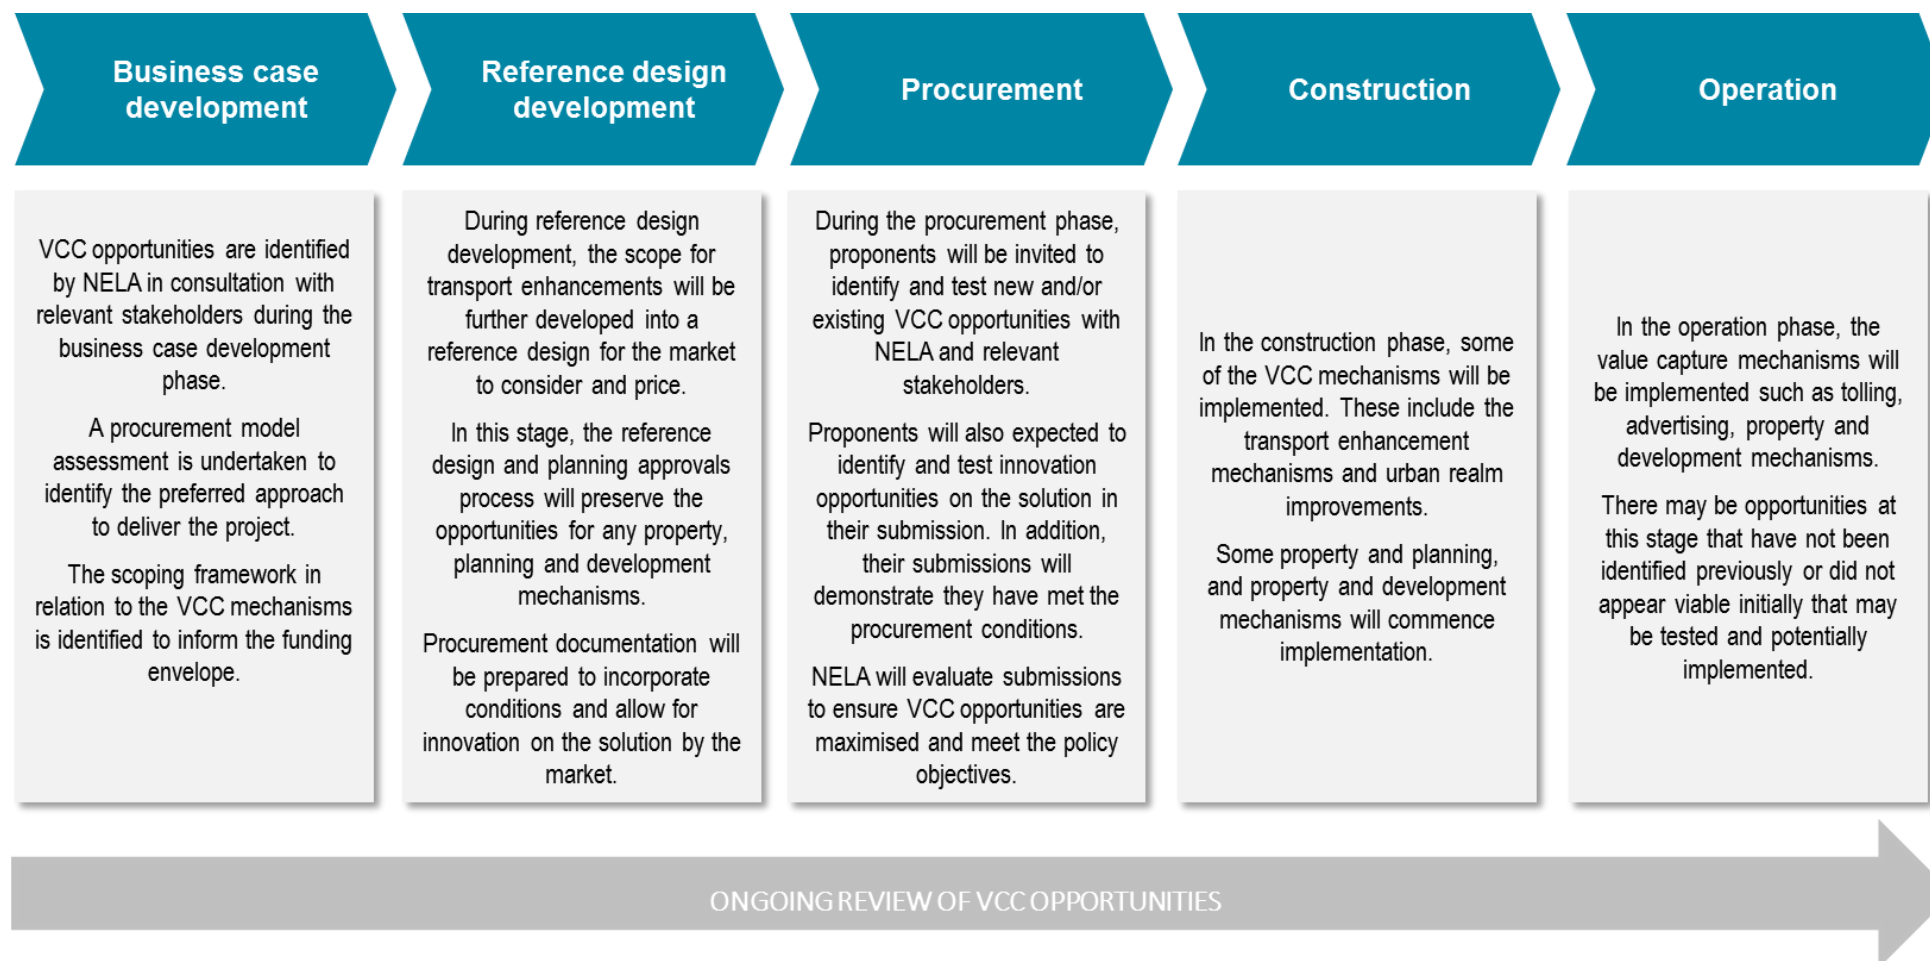 Business case
development
Reference design
development
Procurement
Construction
Operation
VCC opportunities are identified
by NELA in consultation with
relevant stakeholders during the
business case development
phase.
A procurement model
assessment is undertaken to
identify the preferred approach
to deliver the project.
The scoping framework in
relation to the VCC mechanisms
is identified to inform the funding
envelope.
During reference design
development, the scope for
transport enhancements will be
further developed into a
reference design for the market
to consider and price.
In this stage, the reference
design and planning approvals
process will preserve the
opportunities for any property,
planning and development
mechanisms.
Procurement documentation will
be prepared to incorporate
conditions and allow for
innovation on the solution by the
market.
During the procurement phase,
proponents will be invited to
identify and test new and/or
existing VCC opportunities with
NELA and relevant
stakeholders.
Proponents will also expected to
identify and test innovation
opportunities on the solution in
their submission. In addition,
their submissions will
demonstrate they have met the
procurement conditions.
NELA will evaluate submissions
to ensure VCC opportunities are
maximised and meet the policy
objectives.
In the construction phase, some
of the VCC mechanisms will be
implemented. These include the
transport enhancement
mechanisms and urban realm
improvements.
Some property and planning,
and property and development
mechanisms will commence
implementation.
In the operation phase, the
value capture mechanisms will
be implemented such as tolling,
advertising, property and
development mechanisms.
There may be opportunities at
this stage that have not been
identified previously or did not
appear viable initially that may
be tested and potentially
implemented.
ONGOING REVIEW OF VCC OPPORTUNITIES